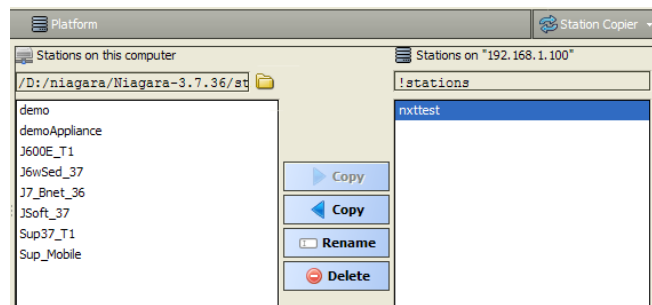 Platform
Station Copier
Stations on this computer
Stations on "192.168.1.100"
/D:/niagara/Niagara-3.7.36/st
!stations
demo
demoAppliance
J600E_T1
J6wSed_37
J7_Bnet_36
JSoft_37
Sup37_T1
Sup_Mobile
Copy
Copy
Rename
Delete
nxttest